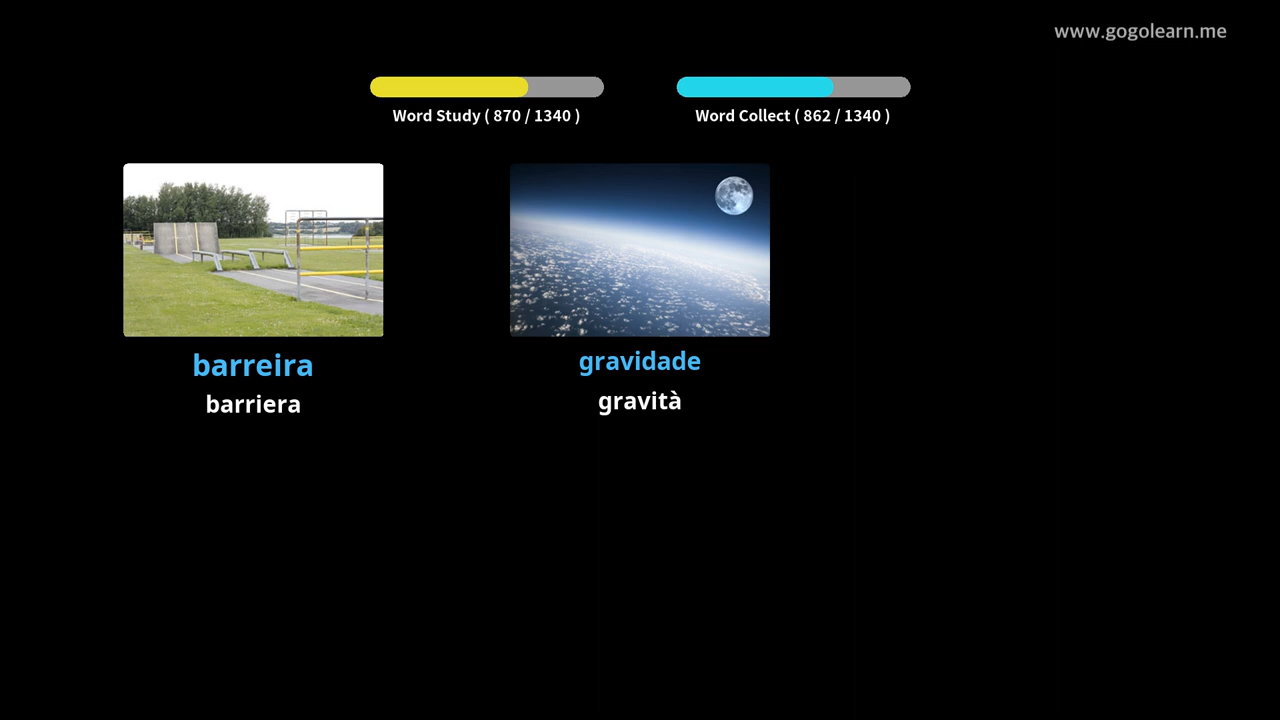 www.gogolearn.me
Word Study ( 870 / 1340 )
Word Collect ( 862 / 1340 )
barreira
barriera
gravidade
gravità